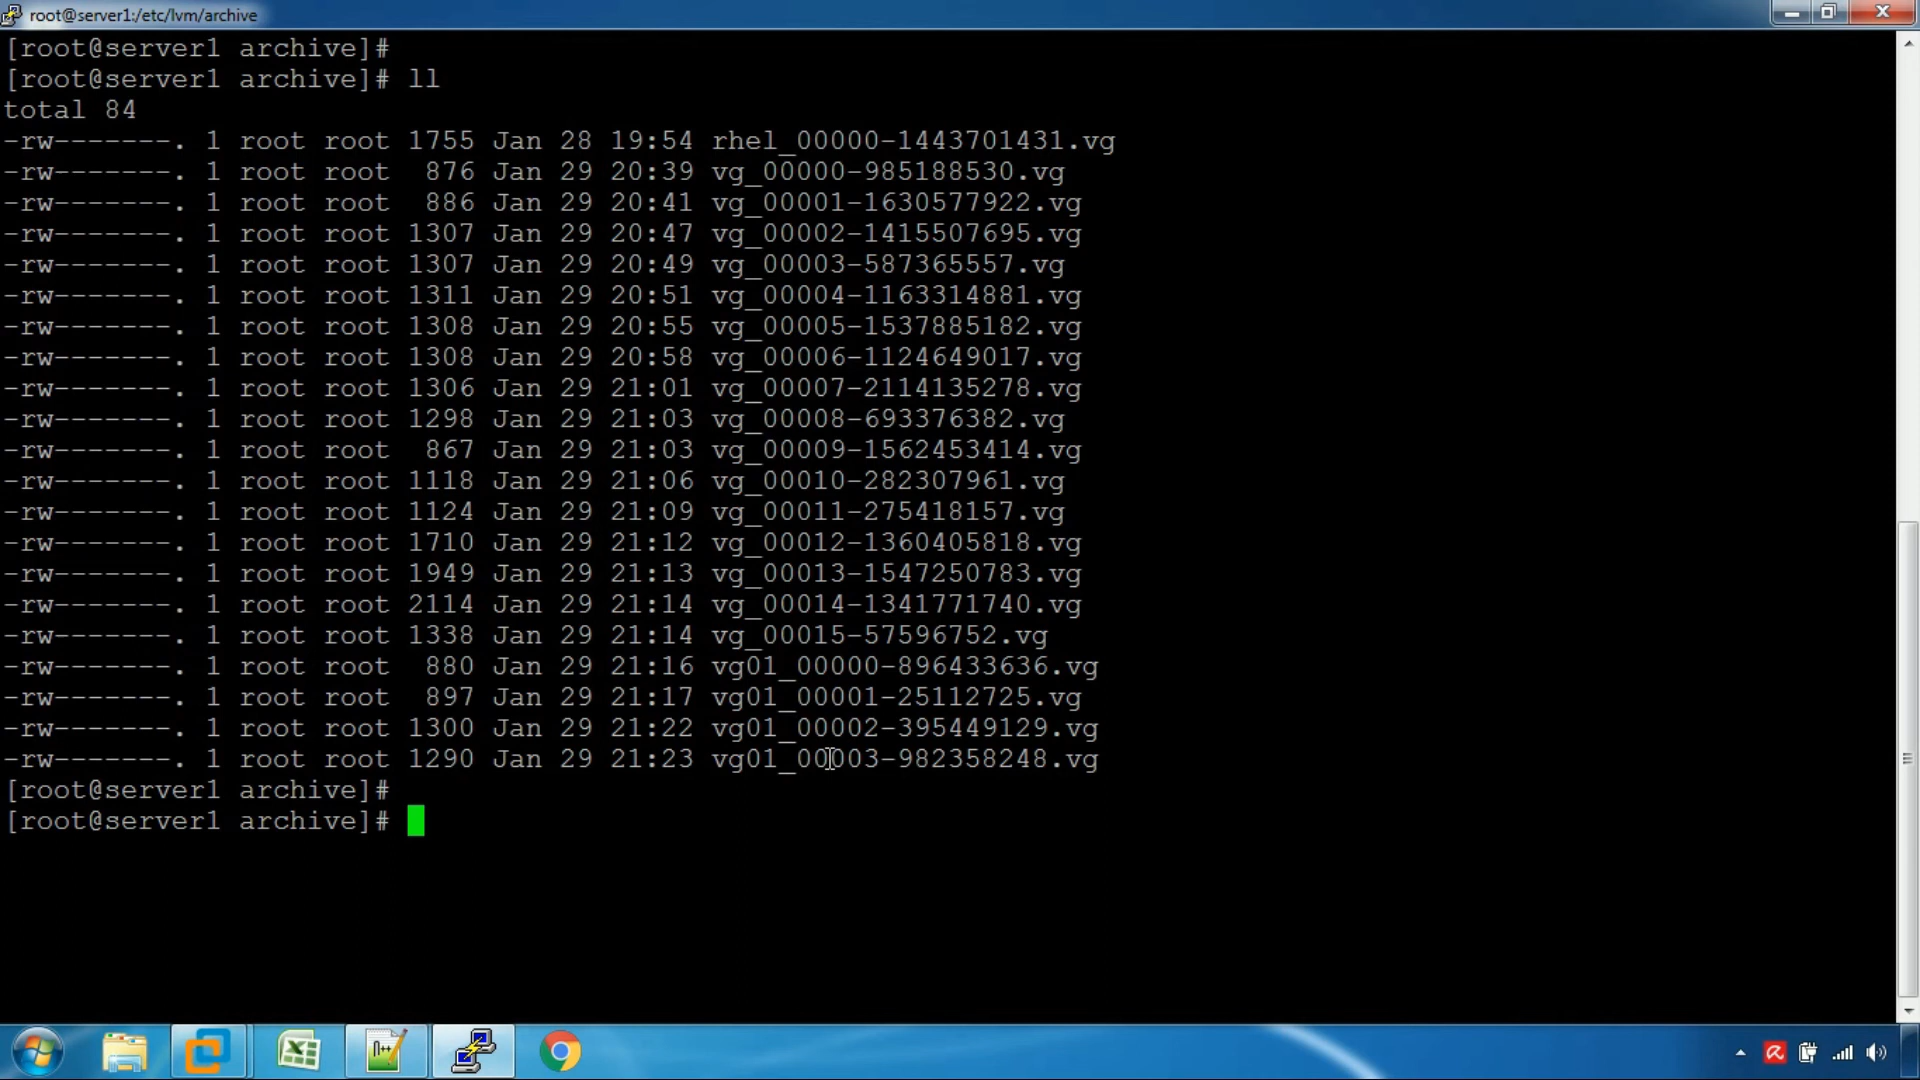 root@server1:/etc/lvm/archive
[root@server1 archive]#
[root@server1 archive]# ll
total 84
-rw-------. 1 root root 1755 Jan 28 19:54 rhel_00000-1443701431.vg
-rw-------. 1 root root  876 Jan 29 20:39 vg_00000-985188530.vg
-rw-------. 1 root root  886 Jan 29 20:41 vg_00001-1630577922.vg
-rw-------. 1 root root 1307 Jan 29 20:47 vg_00002-1415507695.vg
-rw-------. 1 root root 1307 Jan 29 20:49 vg_00003-587365557.vg
-rw-------. 1 root root 1311 Jan 29 20:51 vg_00004-1163314881.vg
-rw-------. 1 root root 1308 Jan 29 20:55 vg_00005-1537885182.vg
-rw-------. 1 root root 1308 Jan 29 20:58 vg_00006-1124649017.vg
-rw-------. 1 root root 1306 Jan 29 21:01 vg_00007-2114135278.vg
-rw-------. 1 root root 1298 Jan 29 21:03 vg_00008-693376382.vg
-rw-------. 1 root root  867 Jan 29 21:03 vg_00009-1562453414.vg
-rw-------. 1 root root 1118 Jan 29 21:06 vg_00010-282307961.vg
-rw-------. 1 root root 1124 Jan 29 21:09 vg_00011-275418157.vg
-rw-------. 1 root root 1710 Jan 29 21:12 vg_00012-1360405818.vg
-rw-------. 1 root root 1949 Jan 29 21:13 vg_00013-1547250783.vg
-rw-------. 1 root root 2114 Jan 29 21:14 vg_00014-1341771740.vg
-rw-------. 1 root root 1338 Jan 29 21:14 vg_00015-57596752.vg
-rw-------. 1 root root  880 Jan 29 21:16 vg01_00000-896433636.vg
-rw-------. 1 root root  897 Jan 29 21:17 vg01_00001-25112725.vg
-rw-------. 1 root root 1300 Jan 29 21:22 vg01_00002-395449129.vg
-rw-------. 1 root root 1290 Jan 29 21:23 vg01_00003-982358248.vg
[root@server1 archive]#
[root@server1 archive]#